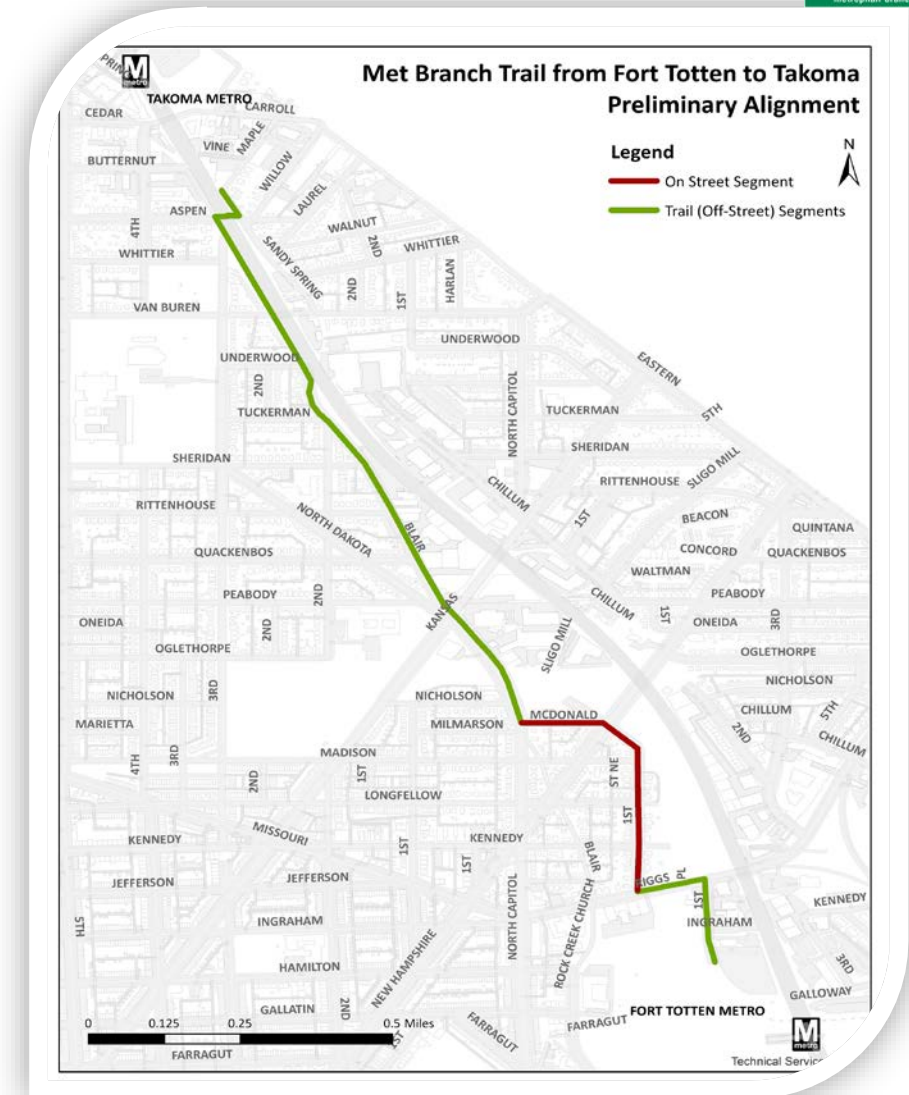 Met Branch Trail from Fort Totten to Takoma
Preliminary Alignment
Legend
N
On Street Segment
Trail (Off-Street) Segments
M
metro
TAKOMA METRO
CARROLL
CEDAR
VINE
MAPLE
BUTTERNUT
WILLOW
LAUREL
ASPEN
4TH
WALNUT
2ND
WHITTIER
WHITTIER
SANDY SPRING
HARLAN
2ND
1ST
VAN BUREN
UNDERWOOD
UNDERWOOD
EASTERN
2ND
TUCKERMAN
NORTH CAPITOL
TUCKERMAN
5TH
SHERIDAN
SHERIDAN
RITTENHOUSE
SLIGO MILL
CHILLUM
RITTENHOUSE
1ST
BEACON
NORTH DAKOTA
BLAIR
QUINTANA
QUACKENBOS
CONCORD
QUACKENBOS
WALTMAN
PEABODY
2ND
KANSAS
CHILLUM
PEABODY
1ST
3RD
ONEIDA
2ND
ONEIDA
OGLETHORPE
SLIGO MILL
OGLETHORPE
NICHOLSON
3RD
NICHOLSON
NICHOLSON
MARIETTA
MILMARSON
MCDONALD
CHILLUM
5TH
2ND
CHILLUM
4TH
3RD
MADISON
2ND
1ST
ST NE
LONGFELLOW
1ST
KENNEDY
MISSOURI
1ST
KENNEDY
BLAIR
JEFFERSON
JEFFERSON
1ST
RIGGS PL
1ST
KENNEDY
5TH
INGRAHAM
NORTH CAPITOL
ROCK CREEK CHURCH
INGRAHAM
HAMILTON
NEW HAMPSHIRE
3RD
GALLATIN
2ND
GALLOWAY
FORT TOTTEN METRO
FARRAGUT
FARRAGUT
0 0.125 0.25 0.5 Miles
1ST
FARRAGUT
M
metro